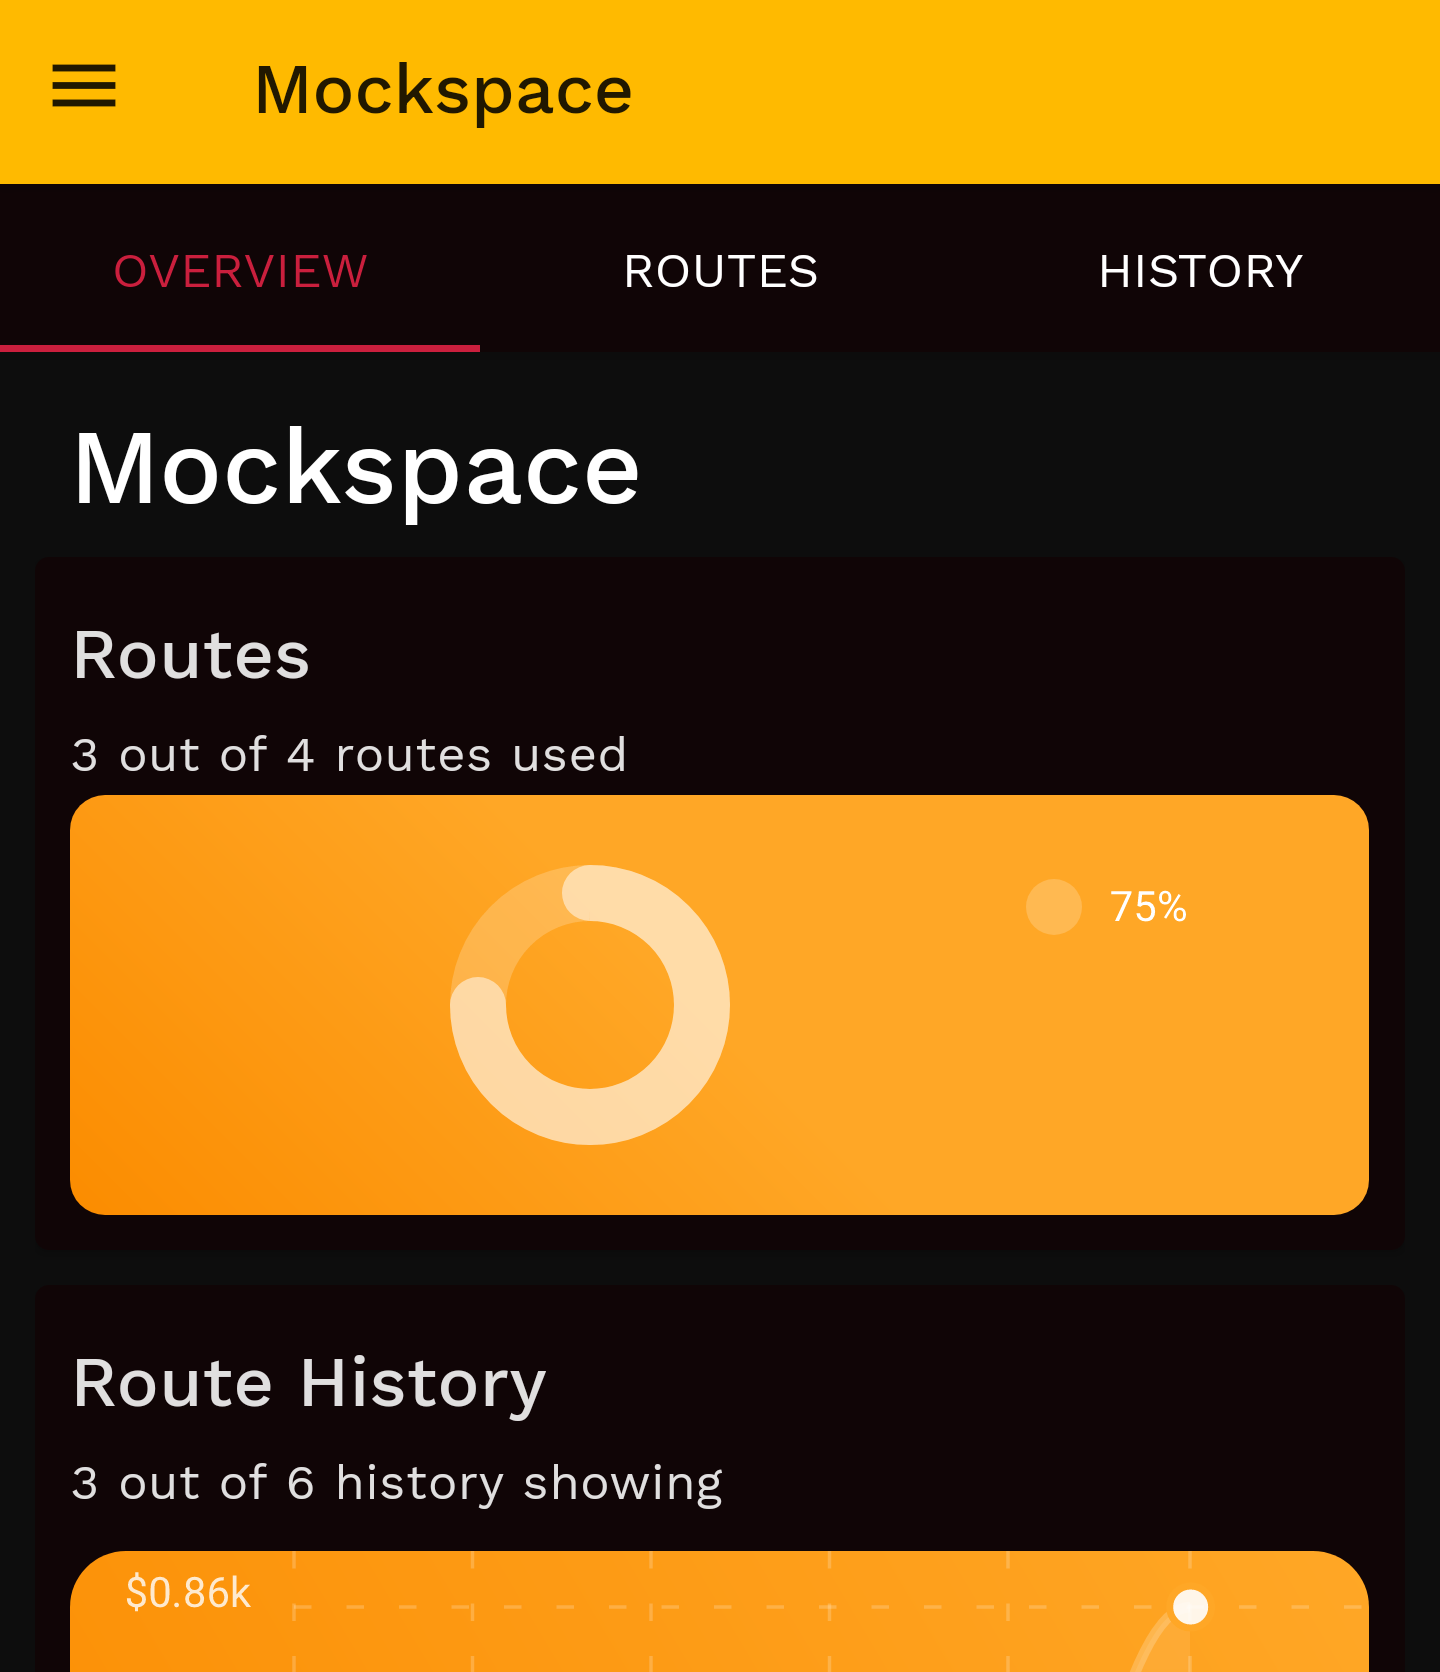 Mockspace
OVERVIEW ROUTES HISTORY
Mockspace
Routes
3 out of 4 routes used
75%
Route History
3 out of 6 history showing
$0.86k